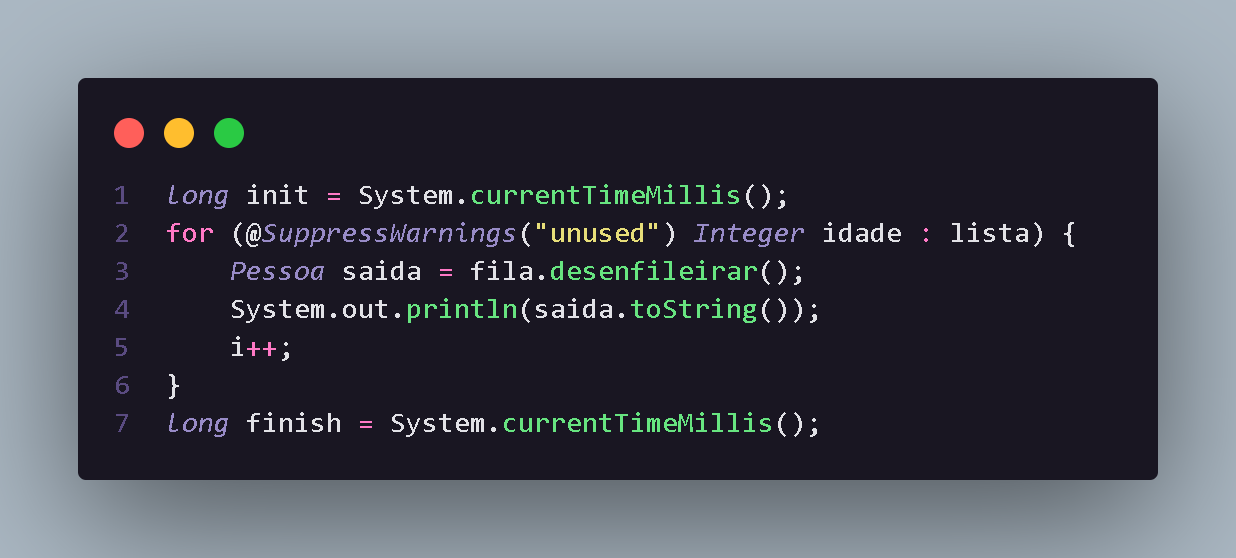 1 long init = System.currentTimeMillis();
2 for (@SuppressWarnings("unused") Integer idade : lista) {
3     Pessoa saida = fila.desenfileirar();
4     System.out.println(saida.toString());
5     i++;
6 }
7 long finish = System.currentTimeMillis();